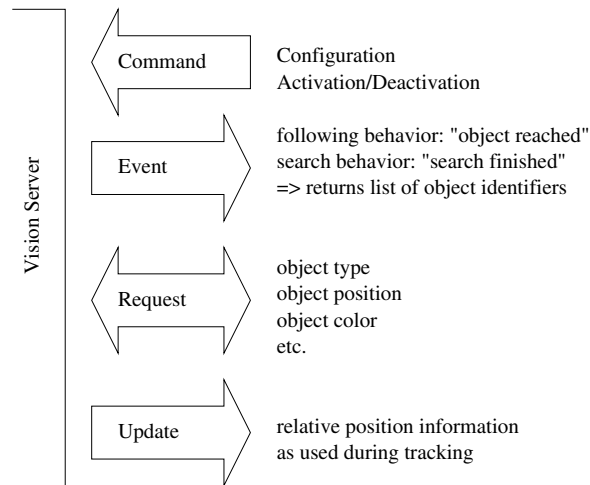 Vision Server
Command
Configuration
Activation/Deactivation
Event
following behavior: "object reached"
search behavior: "search finished"
=> returns list of object identifiers
Request
object type
object position
object color
etc.
Update
relative position information
as used during tracking